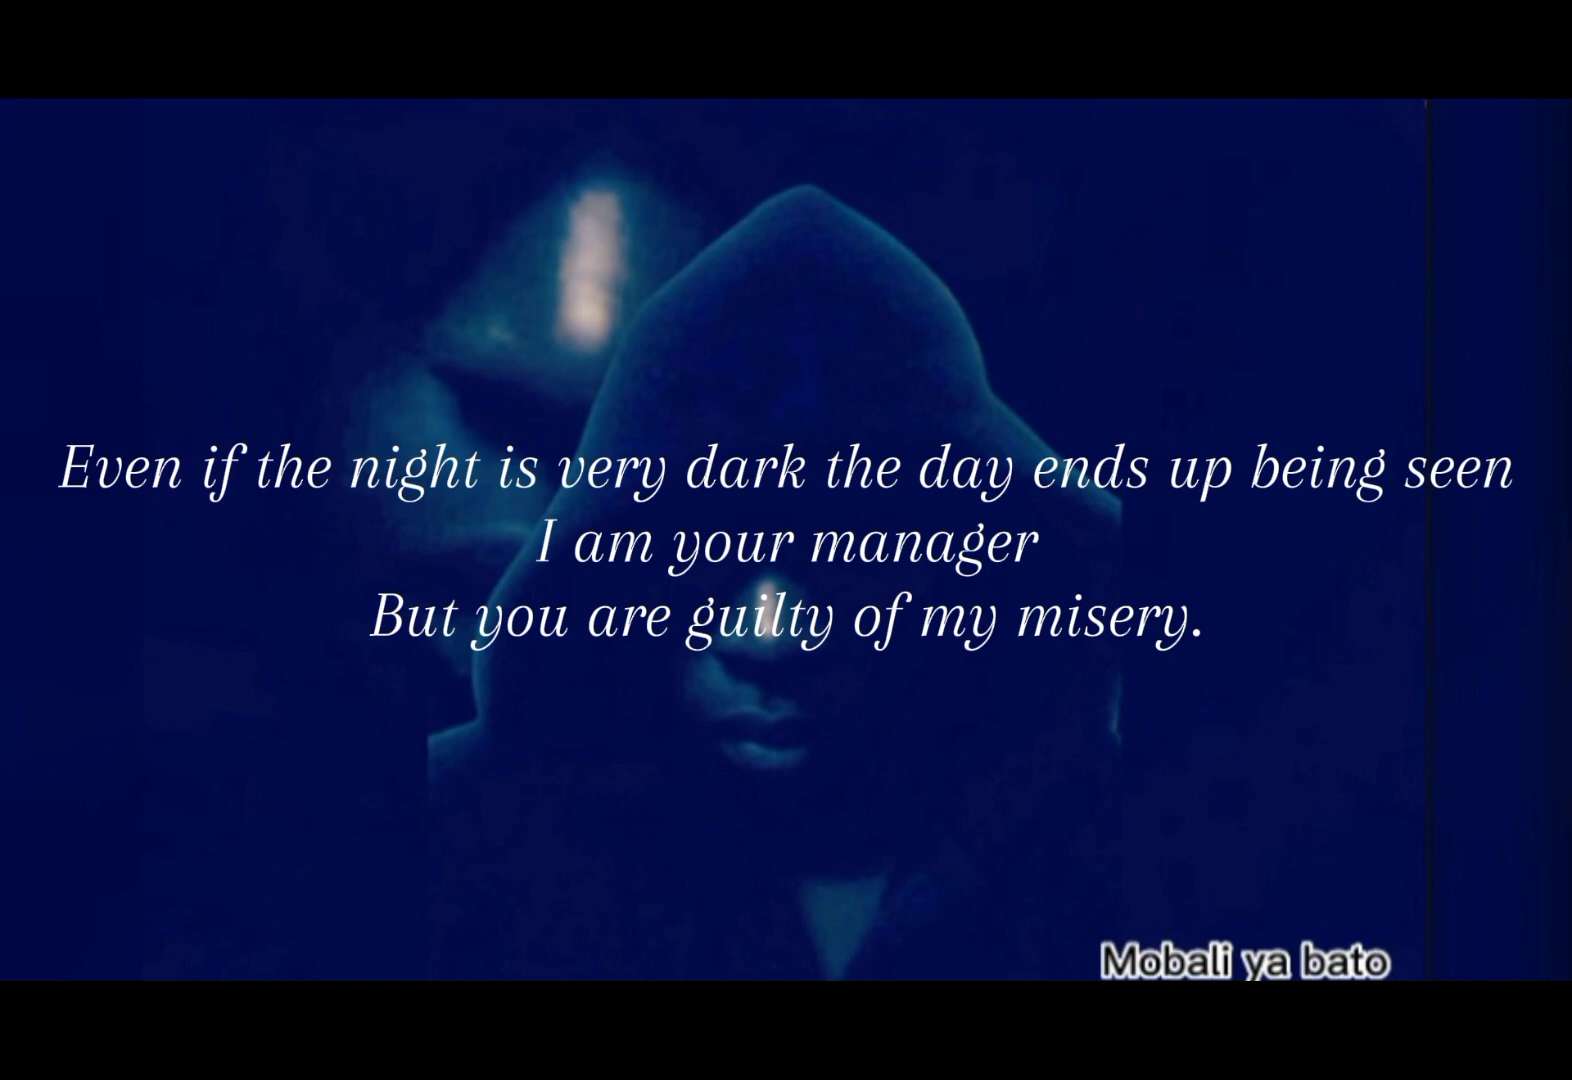 Even if the night is very dark the day ends up being seen
I am your manager
But you are guilty of my misery.
Mobali ya bato